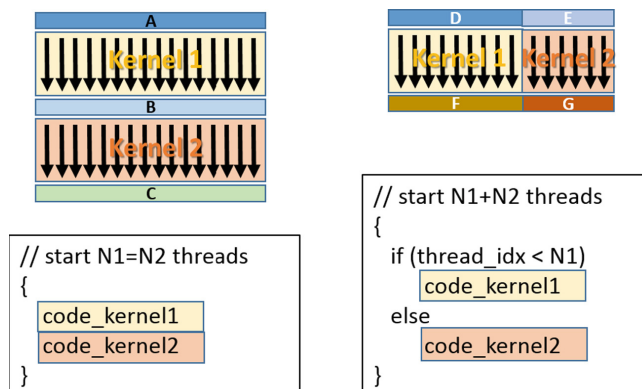 A
Kernel 1
B
Kernel 2
C
// start N1=N2 threads
{
code_kernel1
code_kernel2
}
D E
Kernel 1 Kernel 2
F G
// start N1+N2 threads
{
if (thread_idx < N1)
code_kernel1
else
code_kernel2
}